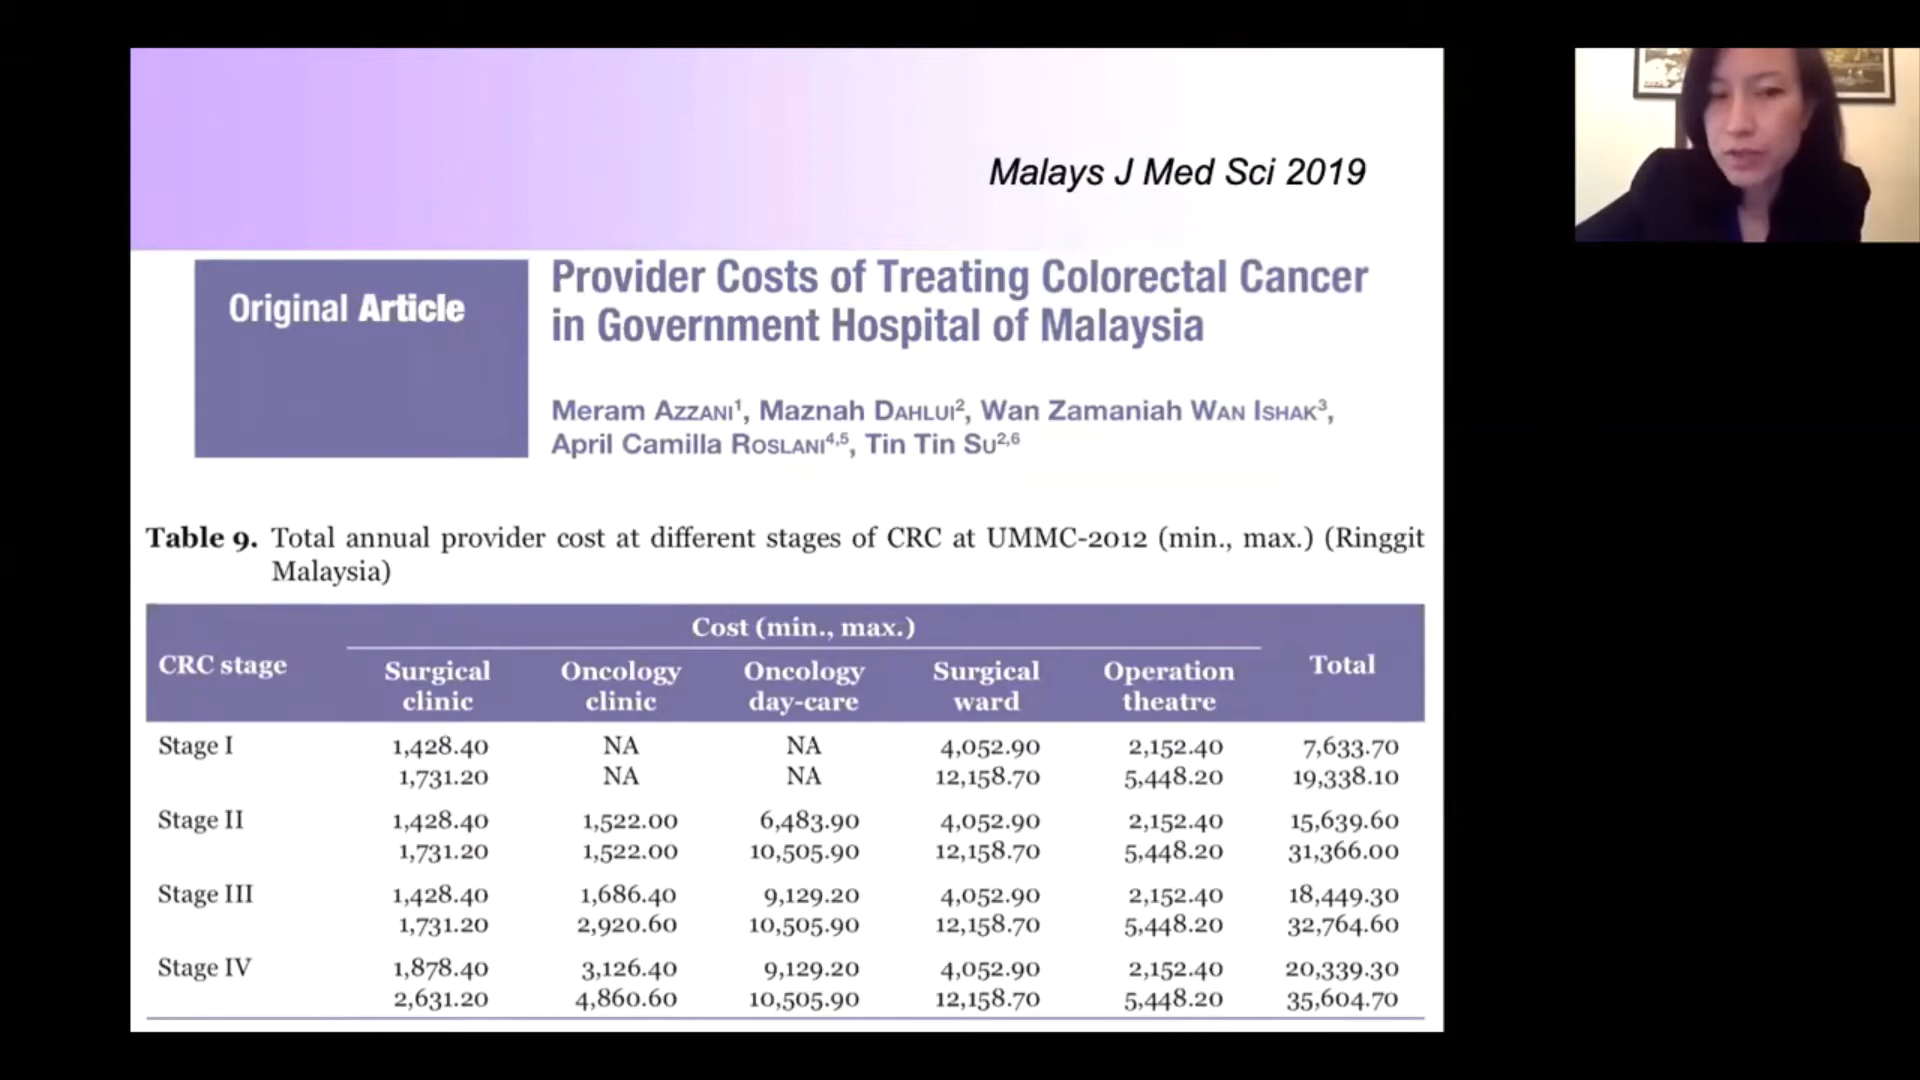 Malays J Med Sci 2019
Original Article
Provider Costs of Treating Colorectal Cancer
in Government Hospital of Malaysia
Meram Azzani1, Maznah Dahlui2, Wan Zamaniah Wan Ishak3,
April Camilla Roslani4,5, Tin Tin Su2,6
Table 9. Total annual provider cost at different stages of CRC at UMMC-2012 (min., max.) (Ringgit
Malaysia)
Cost (min., max.)
CRC stage Surgical clinic Oncology clinic Oncology day-care Surgical ward Operation theatre Total
Stage I 1,428.40 NA NA 4,052.90 2,152.40 7,633.70
1,731.20 NA NA 12,158.70 5,448.20 19,338.10
Stage II 1,428.40 1,522.00 6,483.90 4,052.90 2,152.40 15,639.60
1,731.20 1,522.00 10,505.90 12,158.70 5,448.20 31,366.00
Stage III 1,428.40 1,686.40 9,129.20 4,052.90 2,152.40 18,449.30
1,731.20 2,920.60 10,505.90 12,158.70 5,448.20 32,764.60
Stage IV 1,878.40 3,126.40 9,129.20 4,052.90 2,152.40 20,339.30
2,631.20 4,860.60 10,505.90 12,158.70 5,448.20 35,604.70